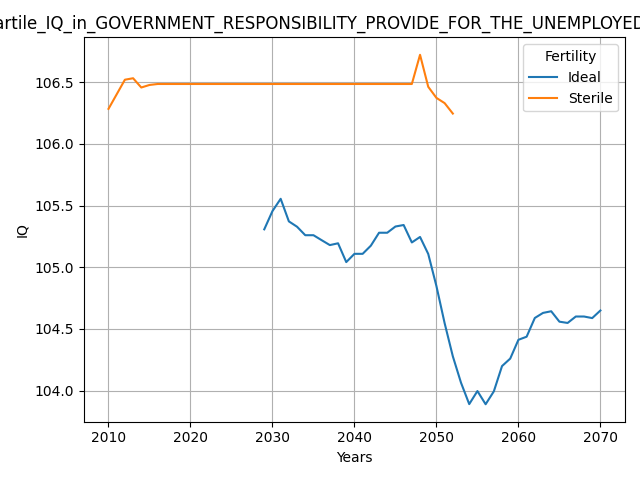 artile_IQ_in_GOVERNMENT_RESPONSIBILITY_PROVIDE_FOR_THE_UNEMPLOYED
Fertility
Ideal
Sterile
106.5
106.0
105.5
105.0
104.5
104.0
IQ
2010 2020 2030 2040 2050 2060 2070
Years